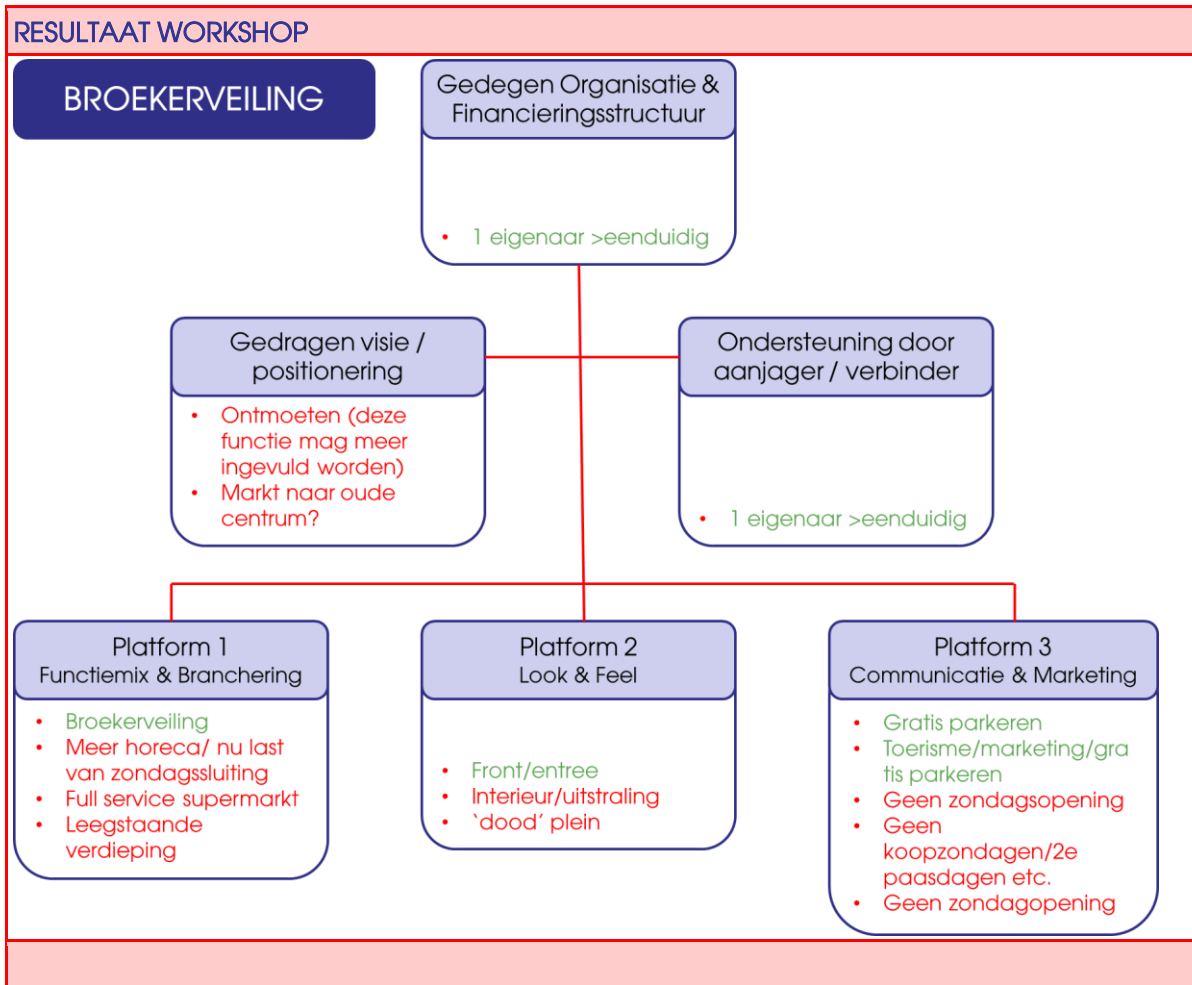 RESULTAAT WORKSHOP
BROEKERVEILING
Gedegen Organisatie &
Financieringsstructuur
• 1 eigenaar >eenduidig
Gedragen visie /
positionering
• Ontmoeten (deze
functie mag meer
ingevuld worden)
• Markt naar oude
centrum?
Ondersteuning door
aanjager / verbinder
• 1 eigenaar >eenduidig
Platform 1
Functiemix & Branchering
• Broekerveiling
• Meer horeca/ nu last
van zondagssluiting
• Full service supermarkt
• Leegstaande
verdieping
Platform 2
Look & Feel
• Front/entree
• Interieur/uitstraling
• ‘dood’ plein
Platform 3
Communicatie & Marketing
• Gratis parkeren
• Toerisme/marketing/gra
tis parkeren
• Geen zondagsopening
• Geen
koopzondagen/2e
paasdagen etc.
• Geen zondagopening